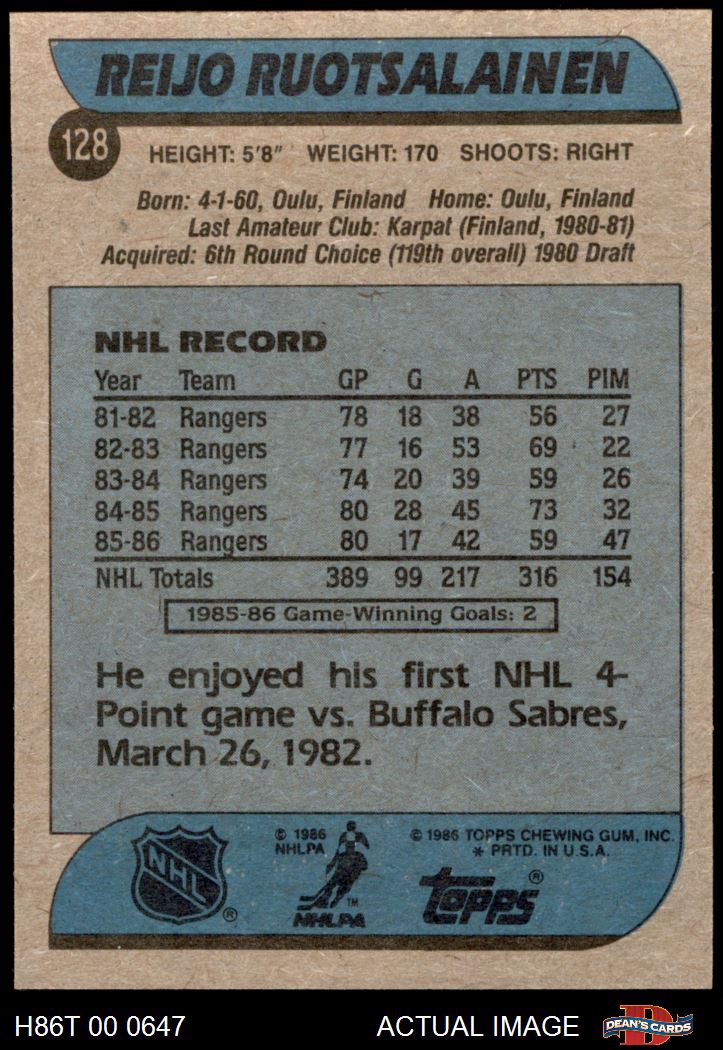 REIJO RUOTSALAINEN
128
HEIGHT: 5'8" WEIGHT: 170 SHOOTS: RIGHT
Born: 4-1-60, Oulu, Finland Home: Oulu, Finland
Last Amateur Club: Karpat (Finland, 1980-81)
Acquired: 6th Round Choice (119th overall) 1980 Draft
NHL RECORD
Year Team GP G A PTS PIM
81-82 Rangers 78 18 38 56 27
82-83 Rangers 77 16 53 69 22
83-84 Rangers 74 20 39 59 26
84-85 Rangers 80 28 45 73 32
85-86 Rangers 80 17 42 59 47
NHL Totals 389 99 217 316 154
1985-86 Game-Winning Goals: 2
He enjoyed his first NHL 4-
Point game vs. Buffalo Sabres,
March 26, 1982.
NHL ®
© 1986
NHLPA
TM
NHLPA
© 1986 TOPPS CHEWING GUM, INC.
* PRTD. IN U.S.A.
topps ®
H86T 00 0647 ACTUAL IMAGE
D
DEAN'S CARDS